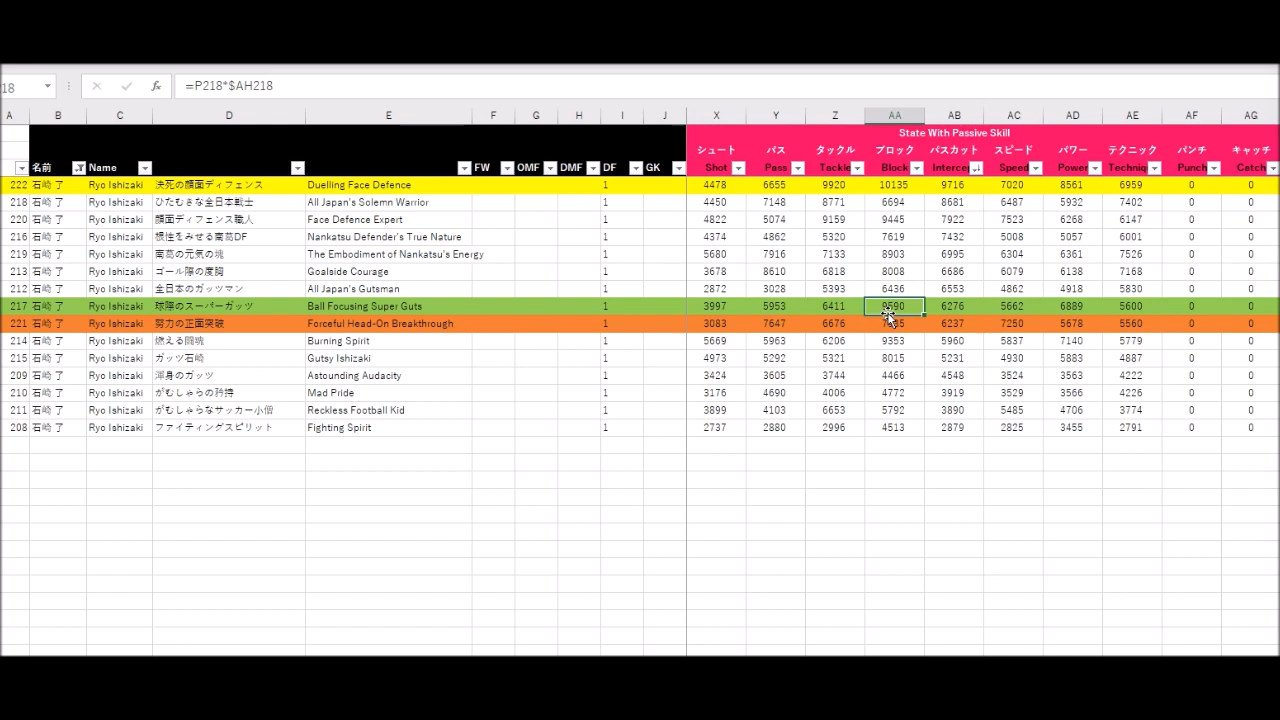 18 =P218*$AH218
A B C D E F G H I J X Y Z AA AB AC AD AE AF AG
State With Passive Skill
シュート パス タックル ブロック パスカット スピード パワー テクニック パンチ キャッチ
名前 Name FW OMF DMF DF GK Shot Pass Tackle Block Interce Speed Power Techniq Punch Catch
222 石崎 了 Ryo Ishizaki 決死の顔面ディフェンス Duelling Face Defence 1 4478 6655 9920 10135 9716 7020 8561 6959 0 0
218 石崎 了 Ryo Ishizaki ひたむきな全日本戦士 All Japan's Solemn Warrior 1 4450 7148 8771 6694 8681 6487 5932 7402 0 0
220 石崎 了 Ryo Ishizaki 顔面ディフェンス職人 Face Defence Expert 1 4822 5074 9159 9445 7922 7523 6268 6147 0 0
216 石崎 了 Ryo Ishizaki 根性をみせる南葛DF Nankatsu Defender's True Nature 1 4374 4862 5320 7619 7432 5008 5057 6001 0 0
219 石崎 了 Ryo Ishizaki 南葛の元気の塊 The Embodiment of Nankatsu's Energy 1 5680 7916 7133 8903 6995 6304 6361 7526 0 0
213 石崎 了 Ryo Ishizaki ゴール際の度胸 Goalside Courage 1 3678 8610 6818 8008 6686 6079 6138 7168 0 0
212 石崎 了 Ryo Ishizaki 全日本のガッツマン All Japan's Gutsman 1 2872 3028 5393 6436 6553 4862 4918 5830 0 0
217 石崎 了 Ryo Ishizaki 球際のスーパーガッツ Ball Focusing Super Guts 1 3997 5953 6411 9590 6276 5662 6889 5600 0 0
221 石崎 了 Ryo Ishizaki 努力の正面突破 Forceful Head-On Breakthrough 1 3083 7647 6676 6237 7250 5678 5560 0 0
214 石崎 了 Ryo Ishizaki 燃える闘魂 Burning Spirit 1 5669 5963 6206 9353 5960 5837 7140 5779 0 0
215 石崎 了 Ryo Ishizaki ガッツ石崎 Gutsy Ishizaki 1 4973 5292 5321 8015 5231 4930 5883 4887 0 0
209 石崎 了 Ryo Ishizaki 渾身のガッツ Astounding Audacity 1 3424 3605 3744 4466 4548 3524 3563 4222 0 0
210 石崎 了 Ryo Ishizaki がむしゃらの矜持 Mad Pride 1 3176 4690 4006 4772 3919 3529 3566 4226 0 0
211 石崎 了 Ryo Ishizaki がむしゃらなサッカー小僧 Reckless Football Kid 1 3899 4103 6653 5792 3890 5485 4706 3774 0 0
208 石崎 了 Ryo Ishizaki ファイティングスピリット Fighting Spirit 1 2737 2880 2996 4513 2879 2825 3455 2791 0 0